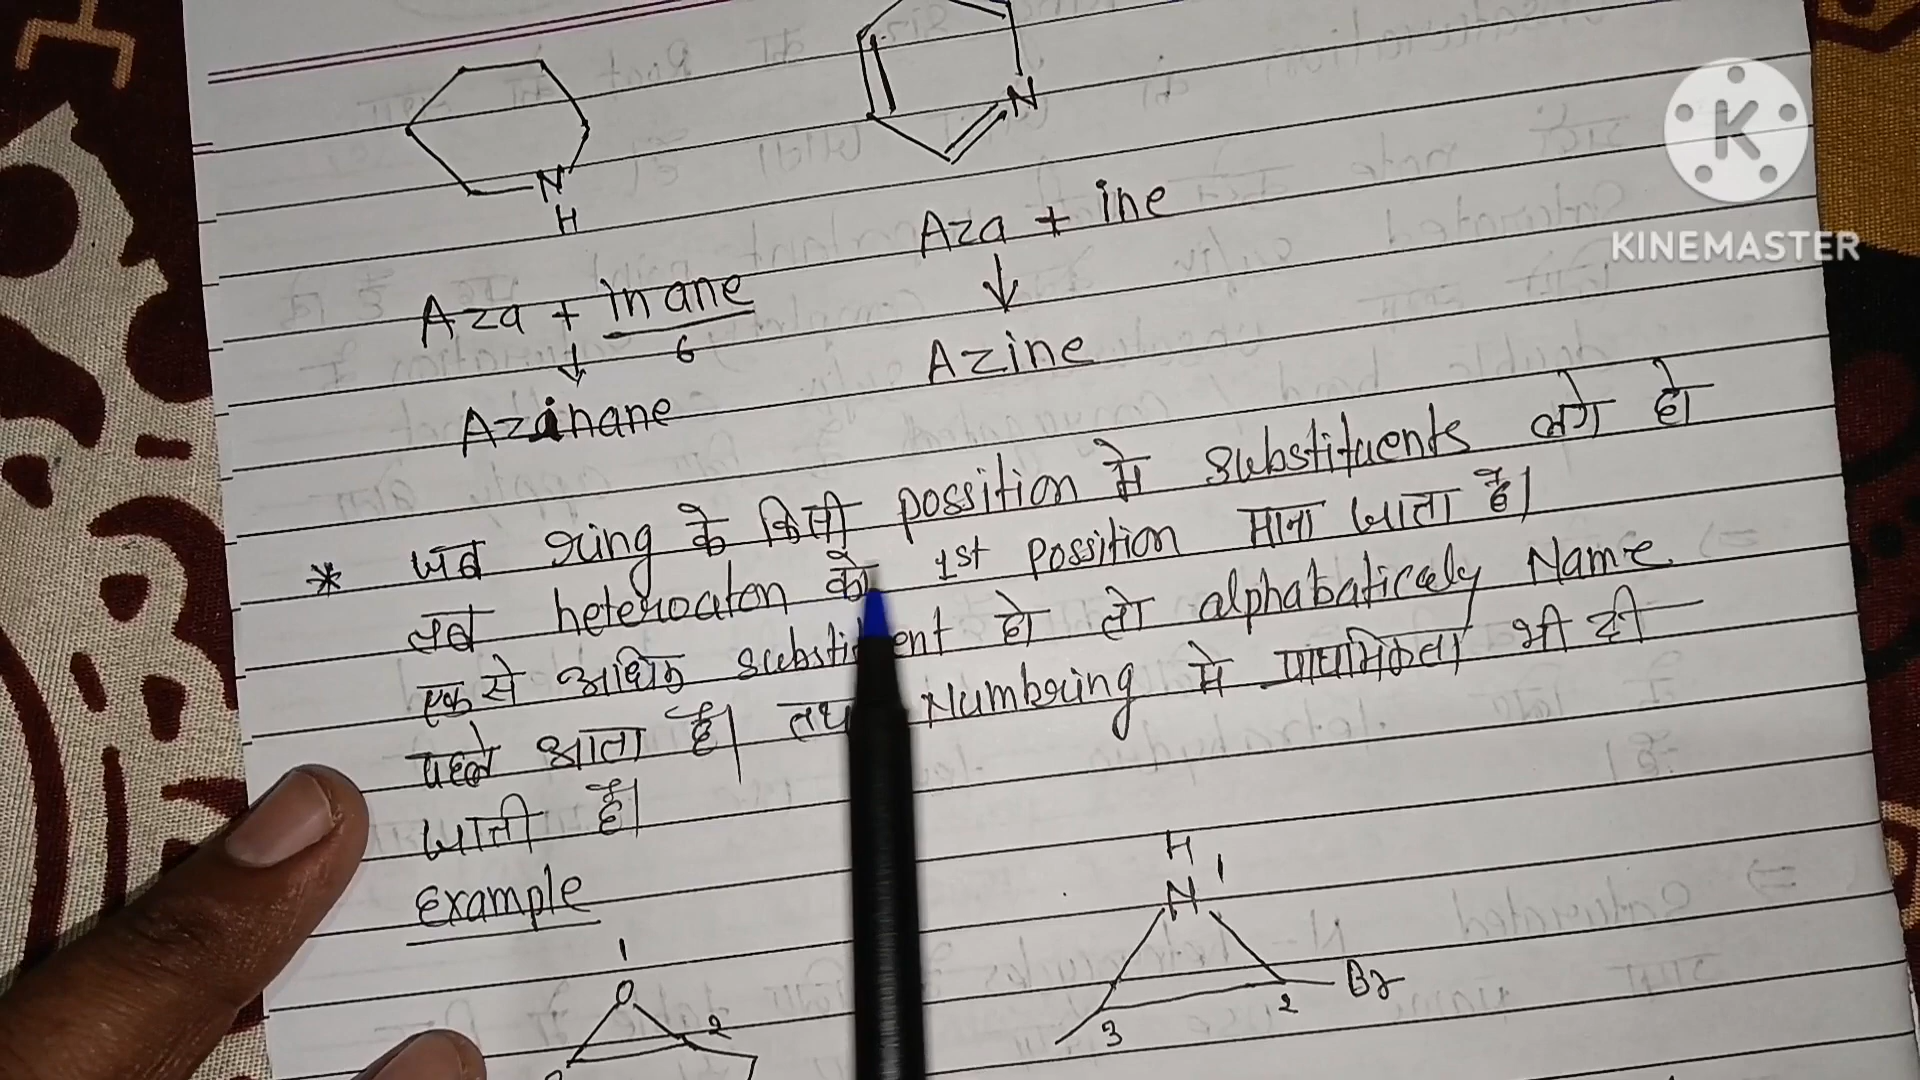 N
N
H
K
KINEMASTER
Aza + inane
6
Azinane
Aza + ine
Azine
* जब ring के किसी possition मे substituents लगे हो
तब heteroatom को 1st possition माना जाता है।
एक से अधिक substituent हो तो alphabaticaly Name
पहले आता है। तथा Numbring मे प्राथमिकता भी दी
जाती है।
Example
1
O
2
H
N 1
Br
2
3